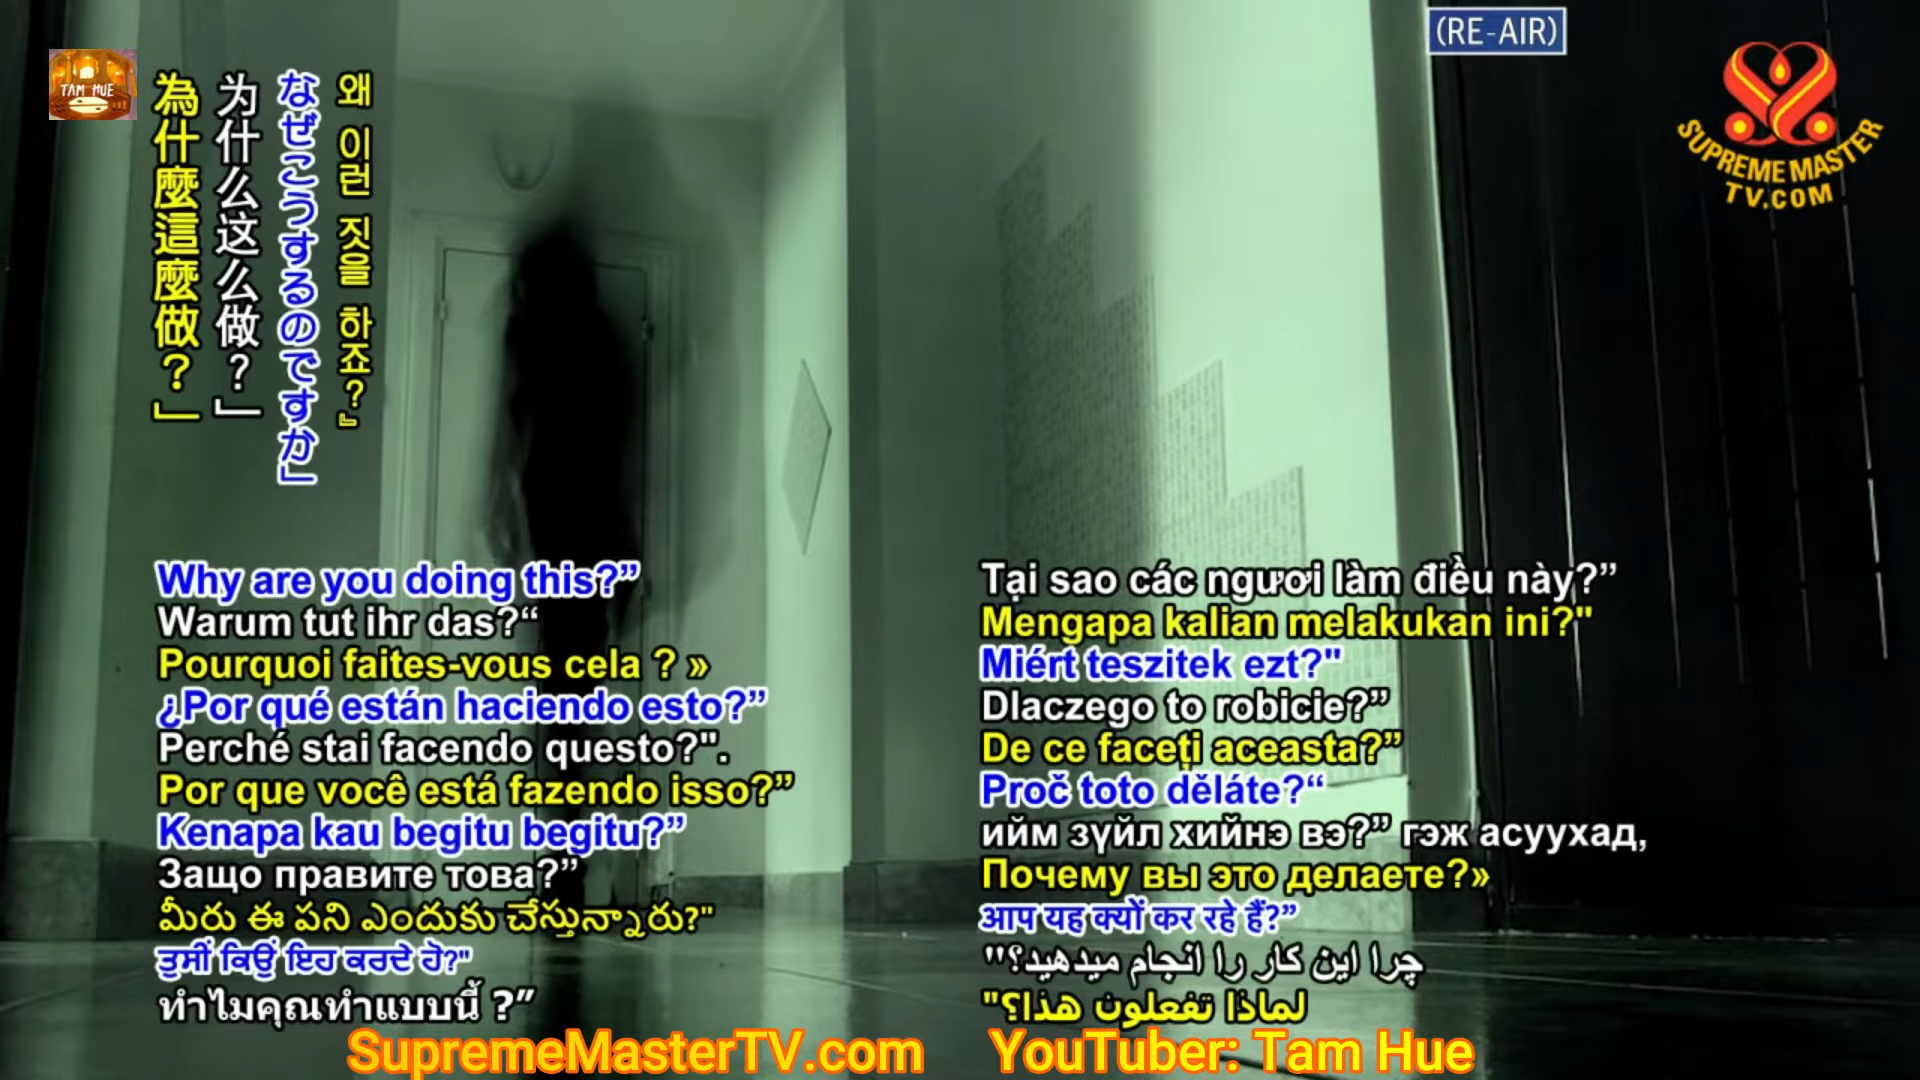 (RE-AIR)
TAM HUE
SUPREME MASTER
TV.COM
왜 이런 짓을 하죠?』
なぜこうするのですか」
为什么这么做？」
為什麼這麼做？」
Why are you doing this?”
Warum tut ihr das?“
Pourquoi faites-vous cela ? »
¿Por qué están haciendo esto?”
Perché stai facendo questo?".
Por que você está fazendo isso?”
Kenapa kau begitu begitu?”
Защо правите това?”
మీరు ఈ పని ఎందుకు చేస్తున్నారు?"
ਤੁਸੀਂ ਕਿਉਂ ਇਹ ਕਰਦੇ ਹੋ?"
ทำไมคุณทำแบบนี้ ?”
Tại sao các ngươi làm điều này?”
Mengapa kalian melakukan ini?"
Miért teszitek ezt?"
Dlaczego to robicie?”
De ce faceți aceasta?”
Proč toto děláte?“
ийм зүйл хийнэ вэ?” гэж асуухад,
Почему вы это делаете?»
आप यह क्यों कर रहे हैं?”
چرا این کار را انجام میدهید؟"
لماذا تفعلون هذا؟"
SupremeMasterTV.com
YouTuber: Tam Hue